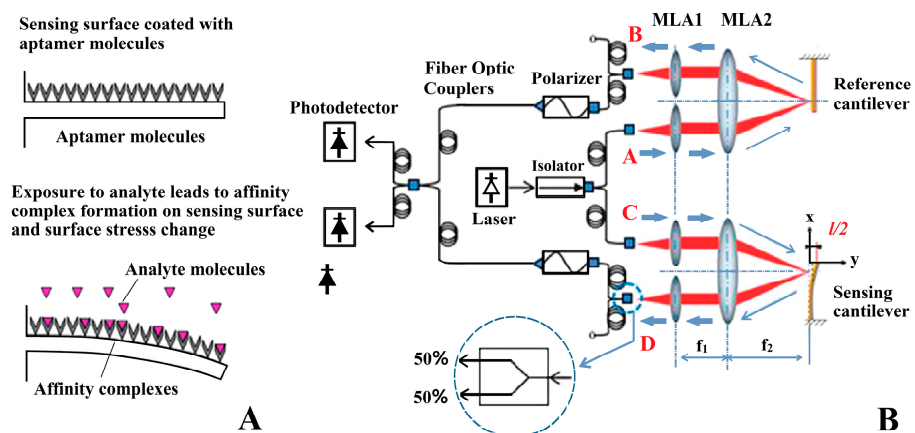 Sensing surface coated with
aptamer molecules
Aptamer molecules
Exposure to analyte leads to affinity
complex formation on sensing surface
and surface stresss change
Analyte molecules
Affinity complexes
A
Photodetector
Fiber Optic
Couplers
Polarizer
Laser
Isolator
MLA1
MLA2
B
A
C
D
Reference
cantilever
x
l/2
y
Sensing
cantilever
f1
f2
50%
50%
B